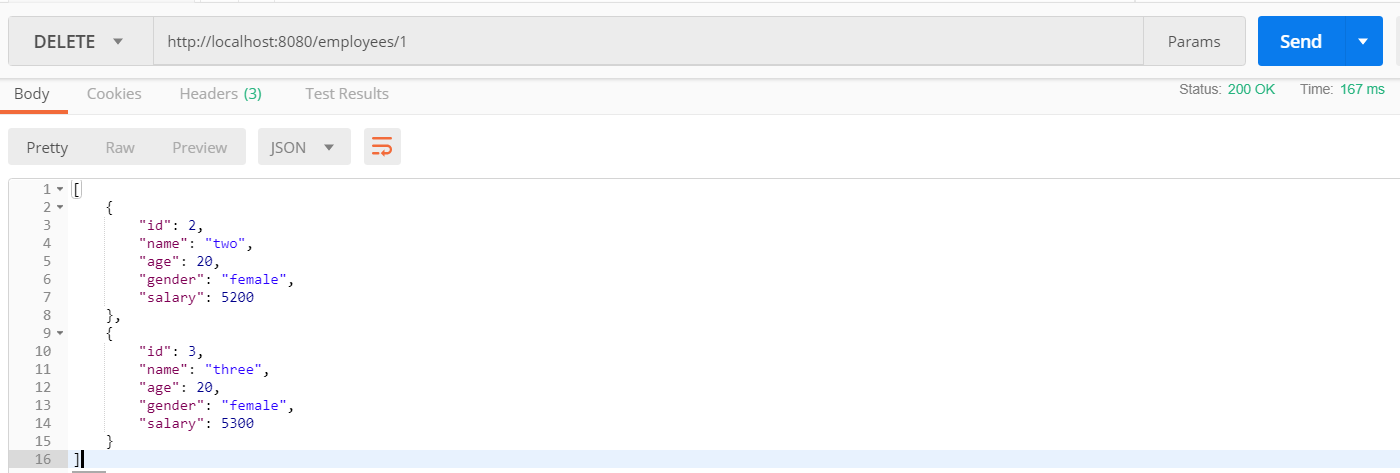 DELETE http://localhost:8080/employees/1 Params Send
Body Cookies Headers (3) Test Results Status: 200 OK Time: 167 ms
Pretty Raw Preview JSON
1 [
2 {
3 "id": 2,
4 "name": "two",
5 "age": 20,
6 "gender": "female",
7 "salary": 5200
8 },
9 {
10 "id": 3,
11 "name": "three",
12 "age": 20,
13 "gender": "female",
14 "salary": 5300
15 }
16 ]